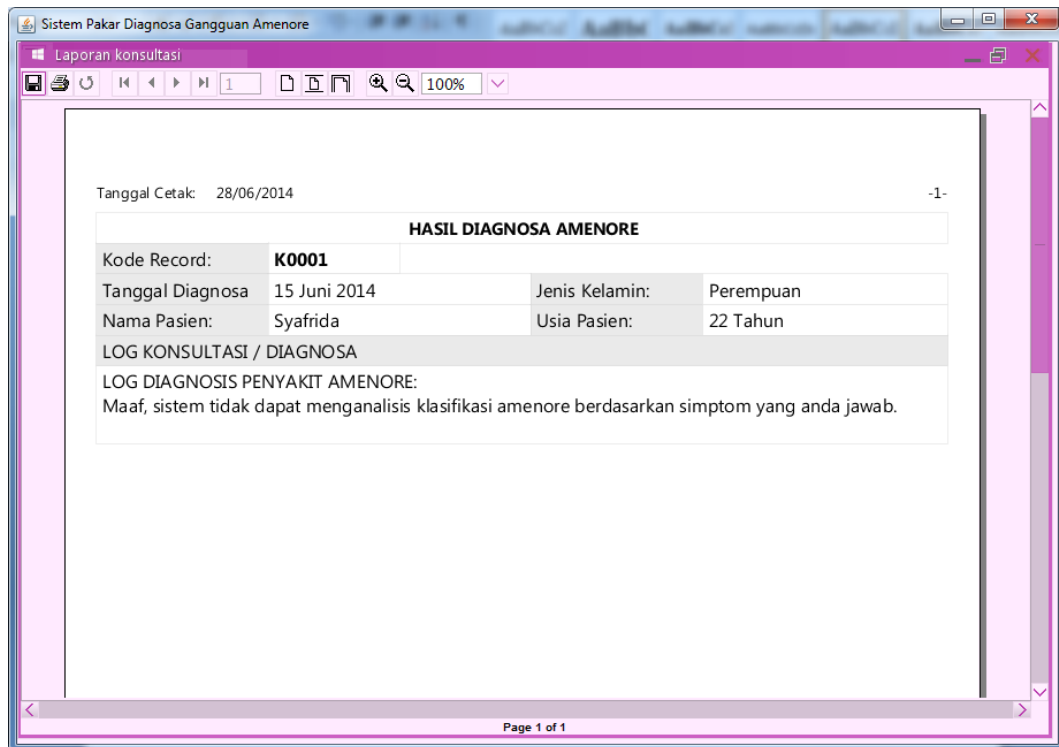 Sistem Pakar Diagnosa Gangguan Amenore
Laporan konsultasi
1
100%
Tanggal Cetak: 28/06/2014 -1-
HASIL DIAGNOSA AMENORE
Kode Record: K0001
Tanggal Diagnosa 15 Juni 2014 Jenis Kelamin: Perempuan
Nama Pasien: Syafrida Usia Pasien: 22 Tahun
LOG KONSULTASI / DIAGNOSA
LOG DIAGNOSIS PENYAKIT AMENORE:
Maaf, sistem tidak dapat menganalisis klasifikasi amenore berdasarkan simptom yang anda jawab.
Page 1 of 1